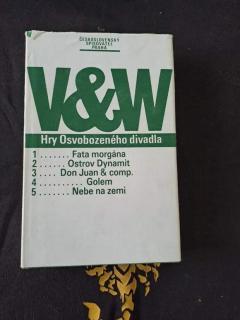 ČESKOSLOVENSKÝ
SPISOVATEL
PRAHA
V&W
Hry Osvobozeného divadla
1 ....... Fata morgána
2 ...... Ostrov Dynamit
3 .... Don Juan & comp.
4 .......... Golem
5 ....... Nebe na zemi